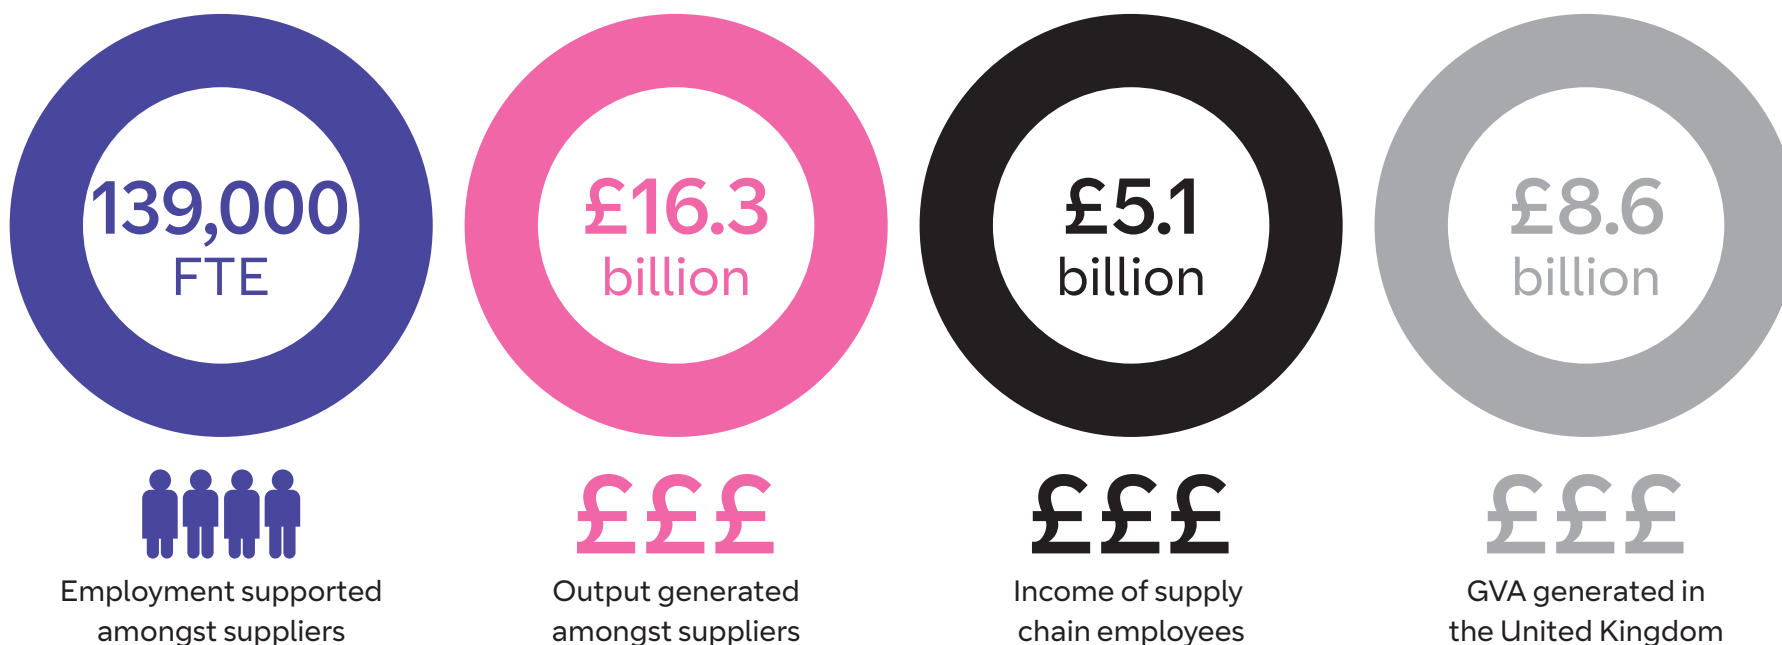 139,000
FTE
£16.3
billion
£5.1
billion
£8.6
billion
£££
£££
£££
Employment supported
amongst suppliers
Output generated
amongst suppliers
Income of supply
chain employees
GVA generated in
the United Kingdom